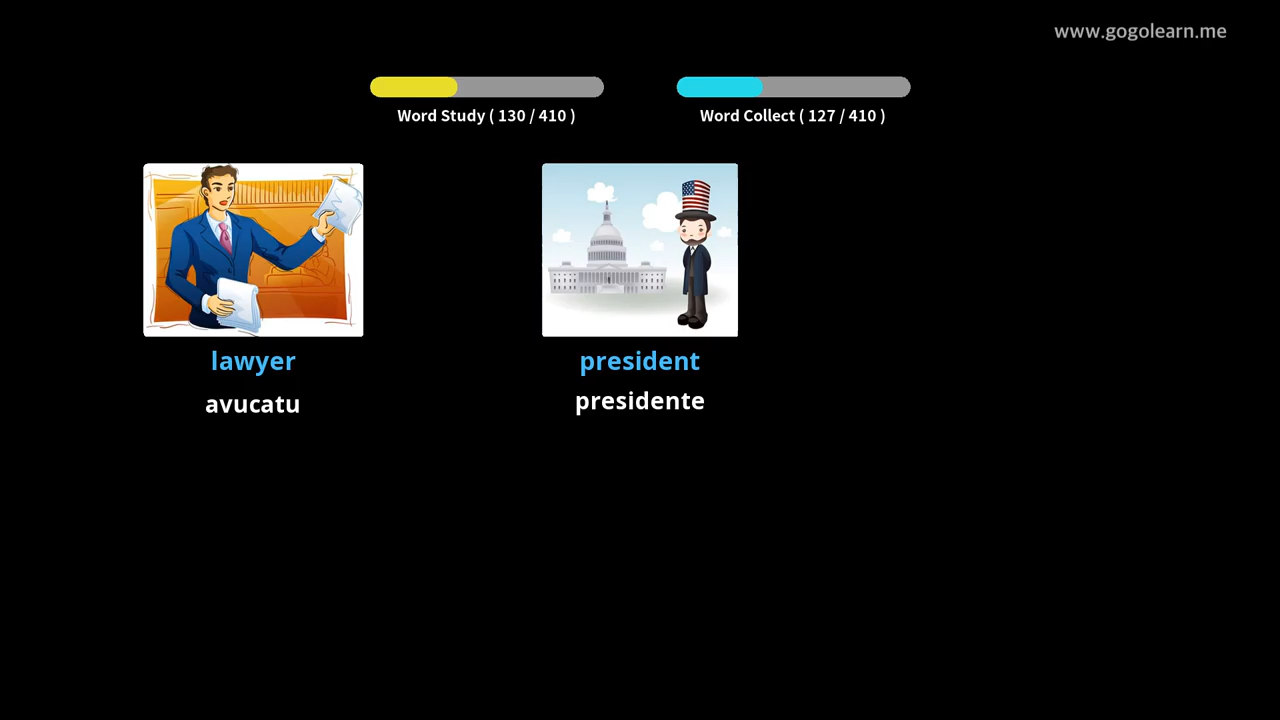 www.gogolearn.me
Word Study ( 130 / 410 )
Word Collect ( 127 / 410 )
lawyer
avucatu
president
presidente